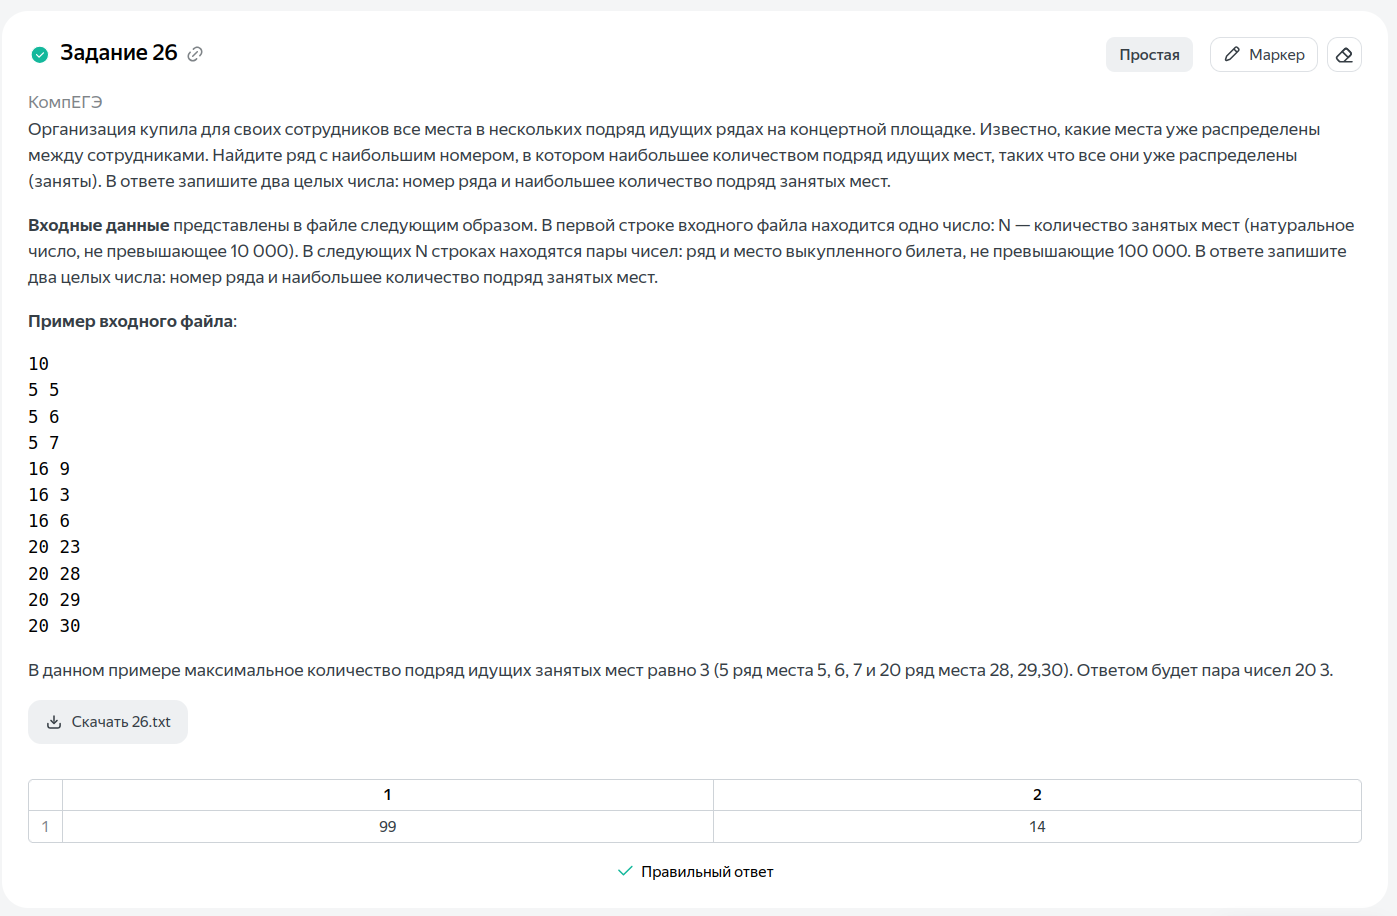 Задание 26
Простая
Маркер
КомпЕГЭ
Организация купила для своих сотрудников все места в нескольких подряд идущих рядах на концертной площадке. Известно, какие места уже распределены
между сотрудниками. Найдите ряд с наибольшим номером, в котором наибольшее количеством подряд идущих мест, таких что все они уже распределены
(заняты). В ответе запишите два целых числа: номер ряда и наибольшее количество подряд занятых мест.
Входные данные представлены в файле следующим образом. В первой строке входного файла находится одно число: N — количество занятых мест (натуральное
число, не превышающее 10 000). В следующих N строках находятся пары чисел: ряд и место выкупленного билета, не превышающие 100 000. В ответе запишите
два целых числа: номер ряда и наибольшее количество подряд занятых мест.
Пример входного файла:
10
5 5
5 6
5 7
16 9
16 3
16 6
20 23
20 28
20 29
20 30
В данном примере максимальное количество подряд идущих занятых мест равно 3 (5 ряд места 5, 6, 7 и 20 ряд места 28, 29,30). Ответом будет пара чисел 20 3.
Скачать 26.txt
1 2
1 99 14
Правильный ответ